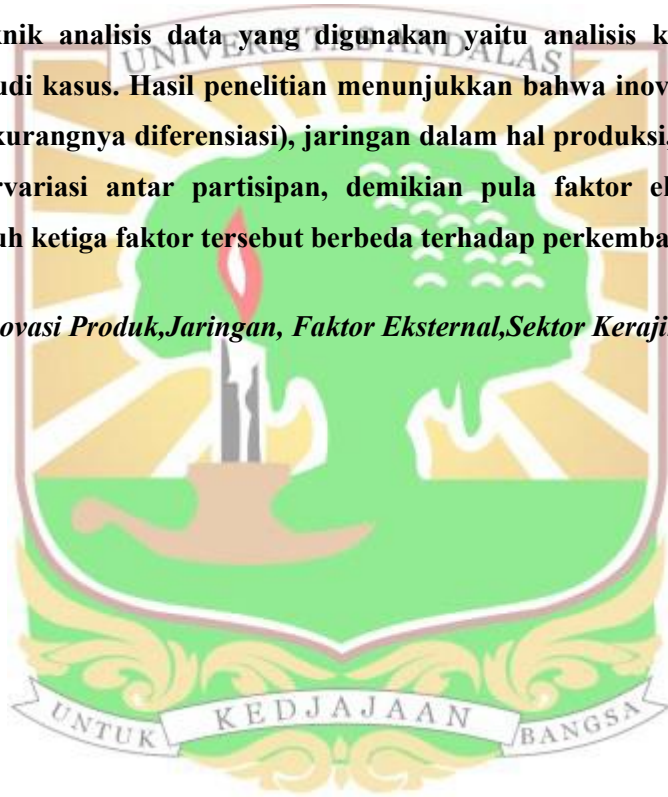 knik analisis data yang digunakan yaitu analisis k
UNIVERSITAS ANDALAS
udi kasus. Hasil penelitian menunjukkan bahwa inov
kurangnya diferensiasi), jaringan dalam hal produksi,
rvariasi antar partisipan, demikian pula faktor el
uh ketiga faktor tersebut berbeda terhadap perkemba
ovasi Produk,Jaringan, Faktor Eksternal,Sektor Keraji
UNTUK KEDJAJAAN BANGSA